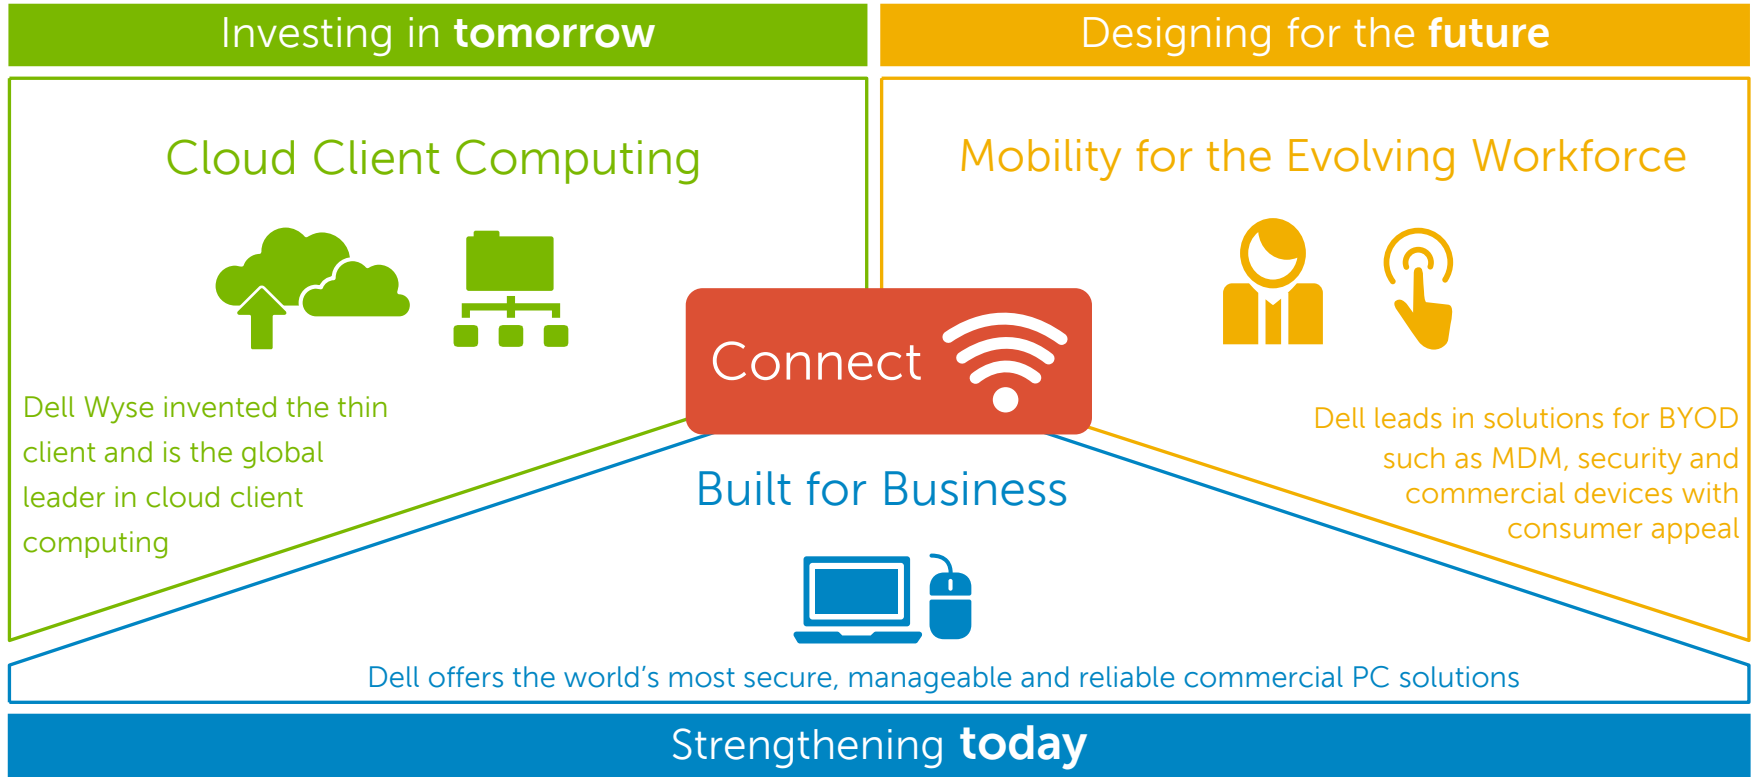 Investing in tomorrow
Designing for the future
Cloud Client Computing
Mobility for the Evolving Workforce
Connect
Dell Wyse invented the thin
client and is the global
leader in cloud client
computing
Dell leads in solutions for BYOD
such as MDM, security and
commercial devices with
consumer appeal
Built for Business
Dell offers the world’s most secure, manageable and reliable commercial PC solutions
Strengthening today